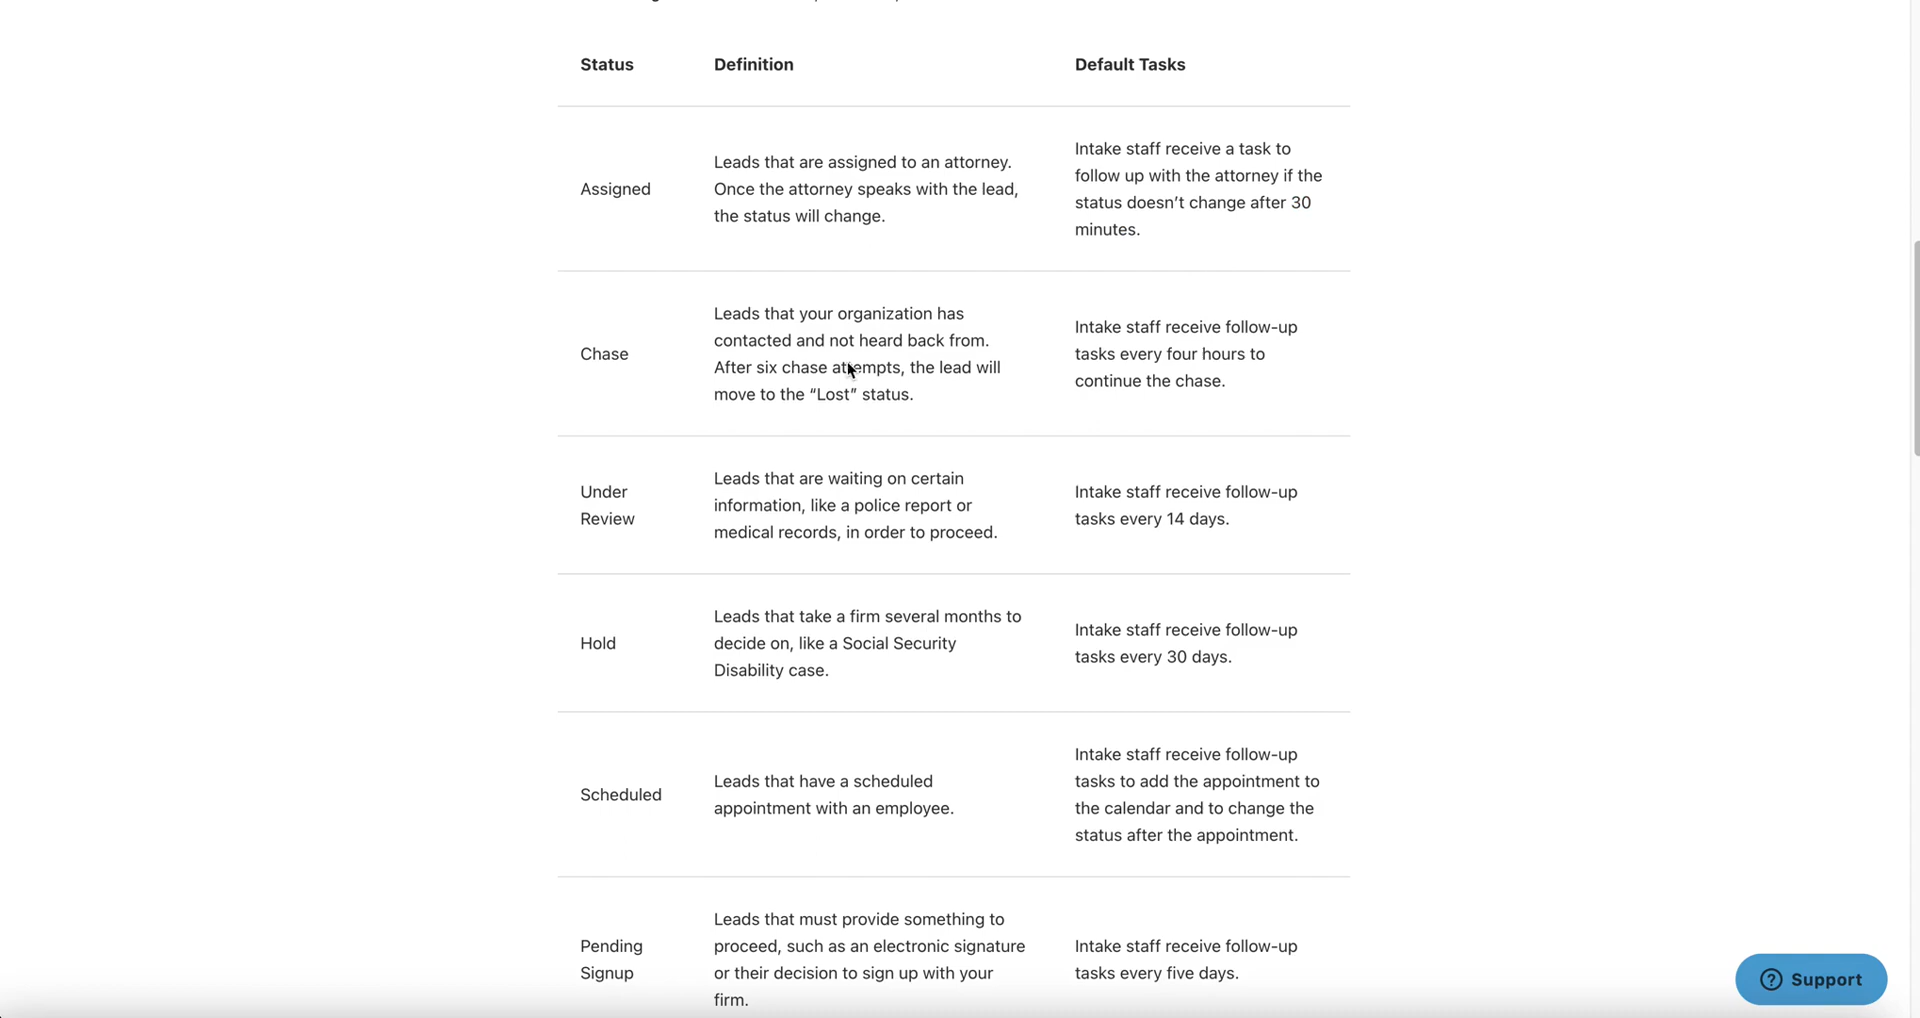 Status
Definition
Default Tasks
Assigned
Leads that are assigned to an attorney.
Once the attorney speaks with the lead,
the status will change.
Intake staff receive a task to
follow up with the attorney if the
status doesn’t change after 30
minutes.
Chase
Leads that your organization has
contacted and not heard back from.
After six chase attempts, the lead will
move to the “Lost” status.
Intake staff receive follow-up
tasks every four hours to
continue the chase.
Under
Review
Leads that are waiting on certain
information, like a police report or
medical records, in order to proceed.
Intake staff receive follow-up
tasks every 14 days.
Hold
Leads that take a firm several months to
decide on, like a Social Security
Disability case.
Intake staff receive follow-up
tasks every 30 days.
Scheduled
Leads that have a scheduled
appointment with an employee.
Intake staff receive follow-up
tasks to add the appointment to
the calendar and to change the
status after the appointment.
Pending
Signup
Leads that must provide something to
proceed, such as an electronic signature
or their decision to sign up with your
firm.
Intake staff receive follow-up
tasks every five days.
Support